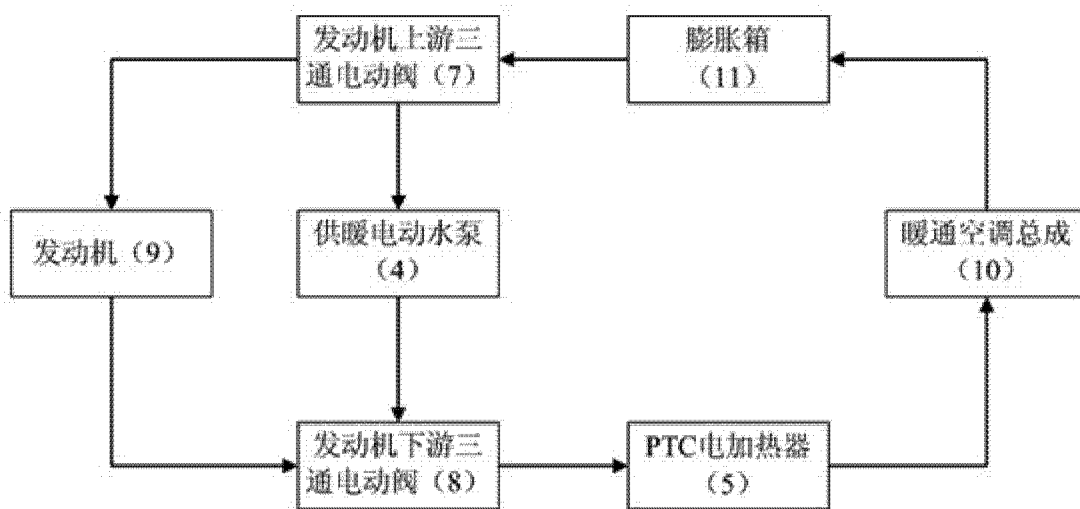 发动机上游三
通电动阀（7）
膨胀箱
（11）
发动机（9）
供暖电动水泵
（4）
暖通空调总成
（10）
发动机下游三
通电动阀（8）
PTC电加热器
（5）